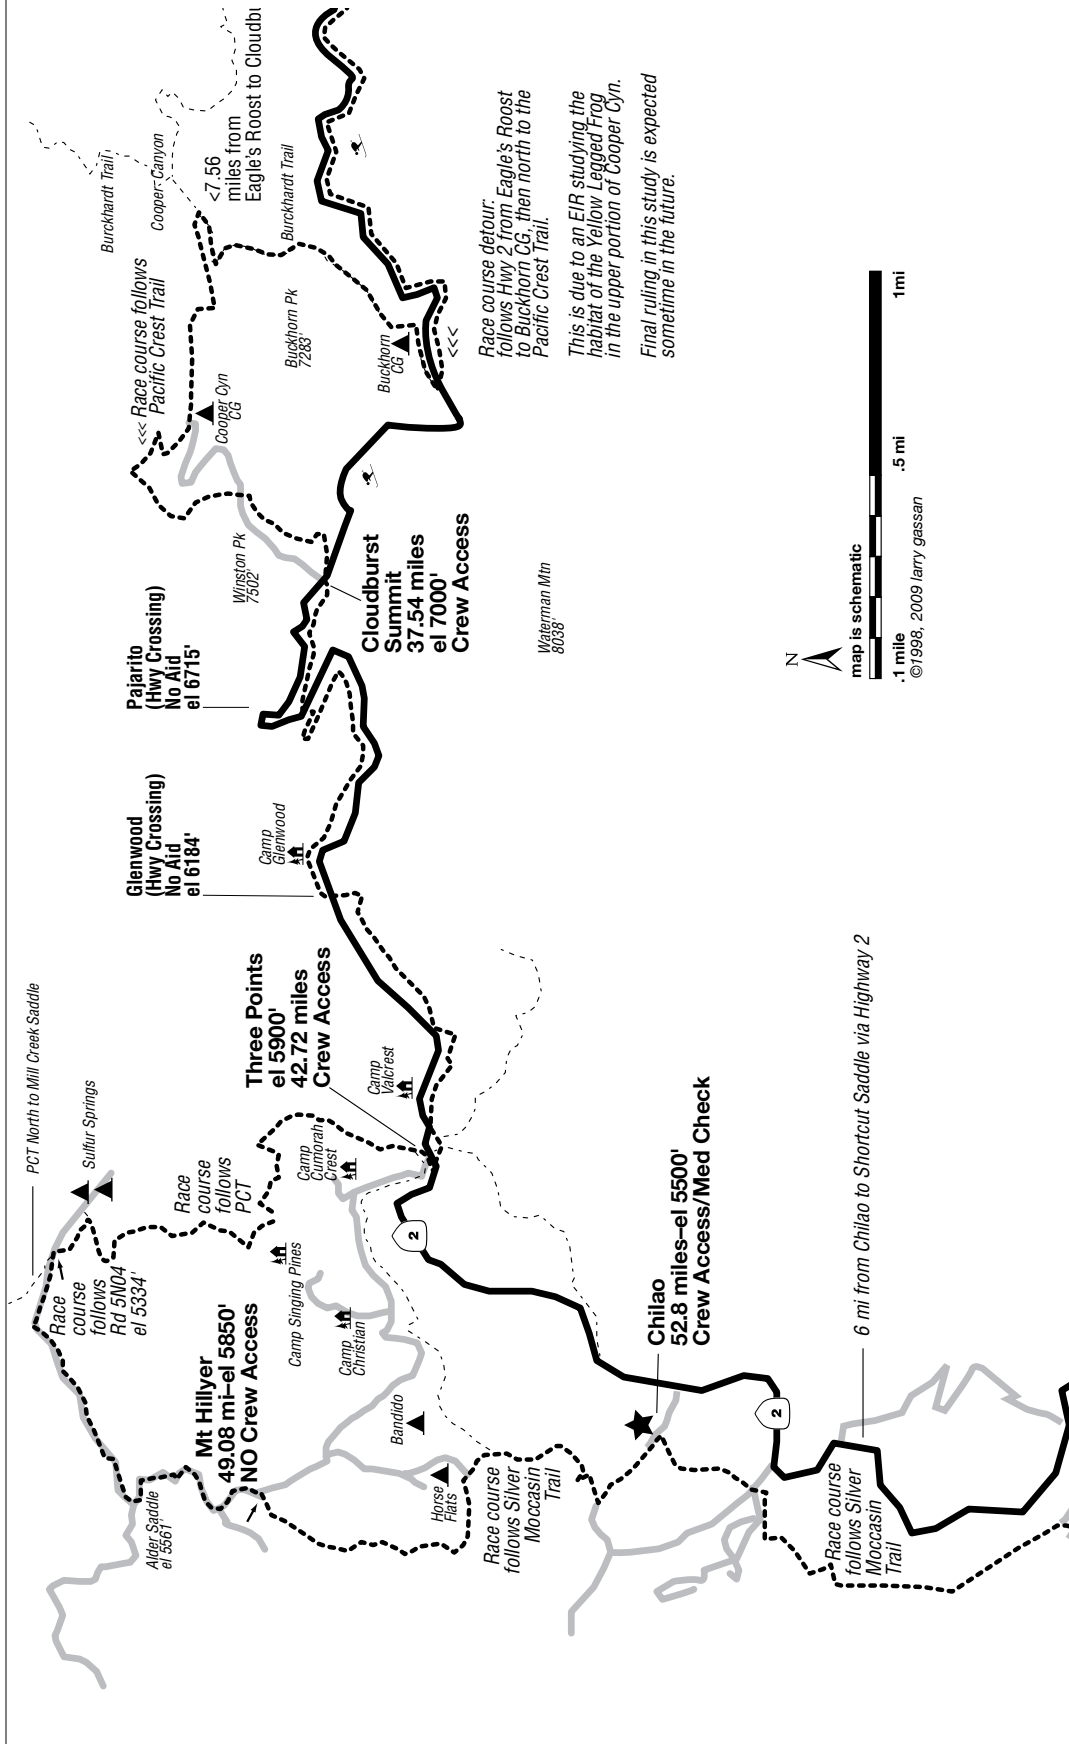 PCT North to Mill Creek Saddle
Sulfur Springs
Race
course
follows
Rd 5N04
el 5334'
Race
course
follows
PCT
Alder Saddle
el 5561'
Mt Hillyer
49.08 mi–el 5850'
NO Crew Access
Camp Singing Pines
Camp
Christian
Camp
Cumorah
Crest
Bandido
Horse
Flats
Race course
follows Silver
Moccasin
Trail
Three Points
el 5900'
42.72 miles
Crew Access
Camp
Valcrest
2
Chilao
52.8 miles–el 5500'
Crew Access/Med Check
2
Race course
follows Silver
Moccasin
Trail
6 mi from Chilao to Shortcut Saddle via Highway 2
Glenwood
(Hwy Crossing)
No Aid
el 6184'
Camp
Glenwood
Pajarito
(Hwy Crossing)
No Aid
el 6715'
Winston Pk
7502'
Cloudburst
Summit
37.54 miles
el 7000'
Crew Access
Waterman Mtn
8038'
<<< Race course follows
Pacific Crest Trail
Cooper Cyn
CG
Buckhorn Pk
7283'
Buckhorn
CG
<<<
Burckhardt Trail
Cooper Canyon
<7.56
miles from
Eagle's Roost to Cloudbu
Burckhardt Trail
Race course detour:
follows Hwy 2 from Eagle's Roost
to Buckhorn CG, then north to the
Pacific Crest Trail.
This is due to an EIR studying the
habitat of the Yellow Legged Frog
in the upper portion of Cooper Cyn.
Final ruling in this study is expected
sometime in the future.
N
map is schematic
.1 mile
.5 mi
1mi
©1998, 2009 larry gassan